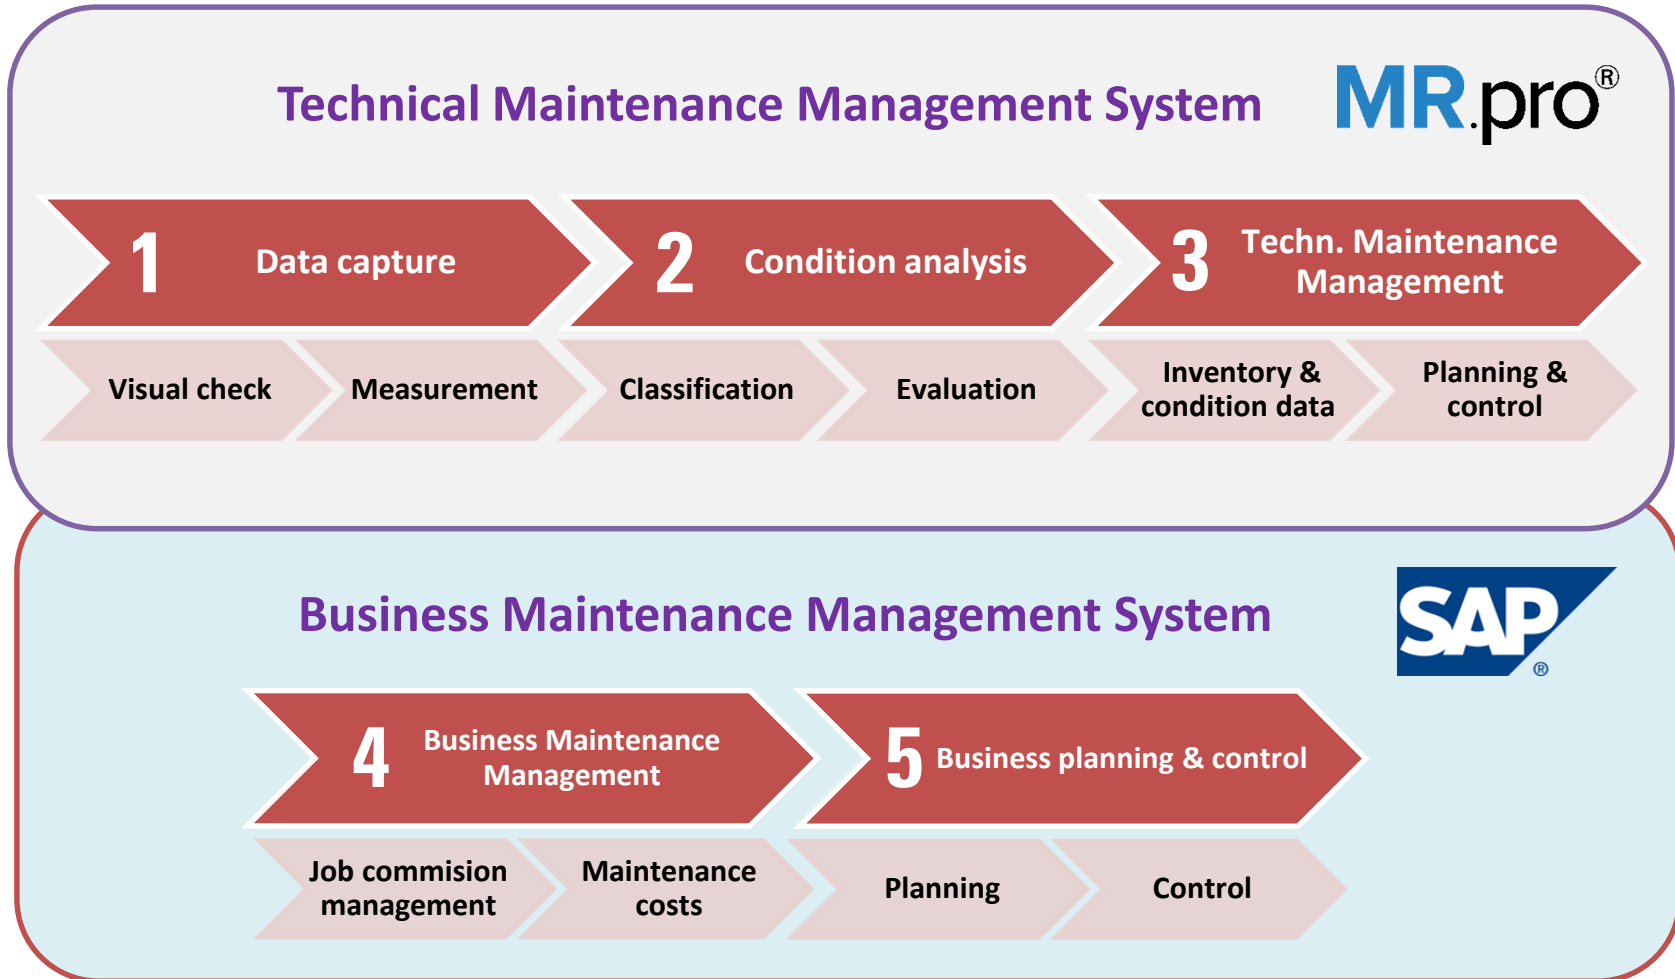 Technical Maintenance Management System
MR.pro®
1 Data capture
2 Condition analysis
3 Techn. Maintenance
Management
Visual check
Measurement
Classification
Evaluation
Inventory &
condition data
Planning &
control
Business Maintenance Management System
SAP
®
4 Business Maintenance
Management
5 Business planning & control
Job commision
management
Maintenance
costs
Planning
Control